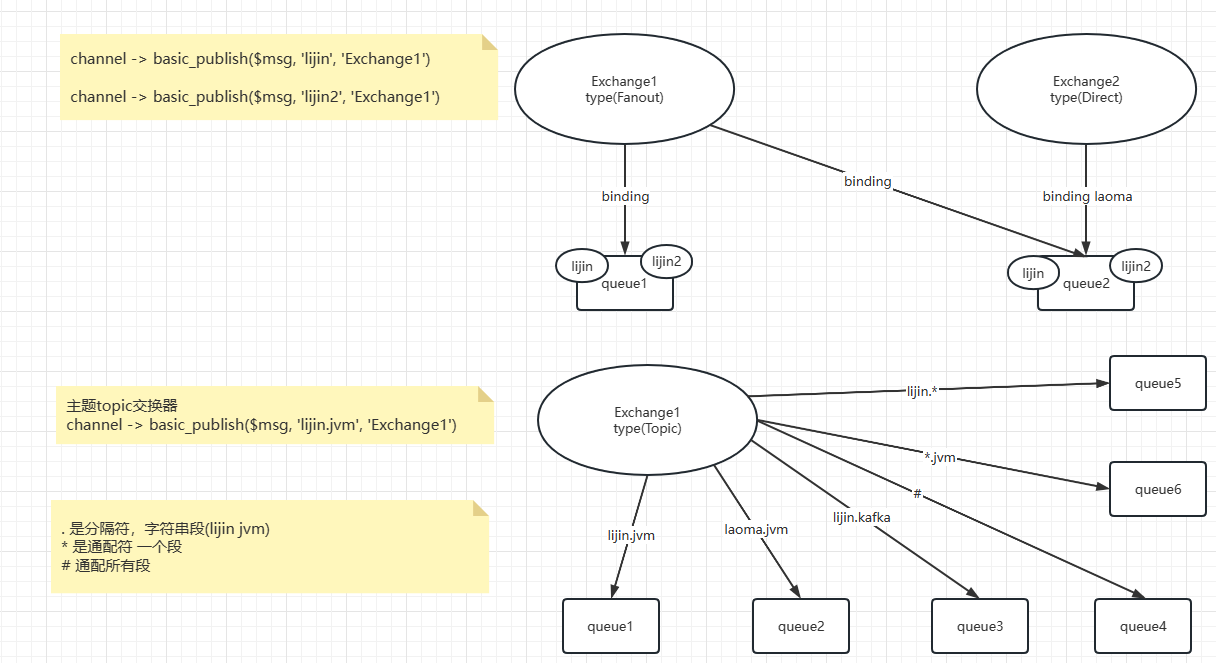 channel -> basic_publish($msg, 'lijin', 'Exchange1')
channel -> basic_publish($msg, 'lijin2', 'Exchange1')
Exchange1
type(Fanout)
Exchange2
type(Direct)
binding
binding
binding laoma
lijin
lijin2
queue1
lijin
lijin2
queue2
主题topic交换器
channel -> basic_publish($msg, 'lijin.jvm', 'Exchange1')
Exchange1
type(Topic)
lijin.*
queue5
*.jvm
queue6
#
lijin.kafka
laoma.jvm
lijin.jvm
. 是分隔符，字符串段(lijin jvm)
* 是通配符 一个段
# 通配所有段
queue1
queue2
queue3
queue4